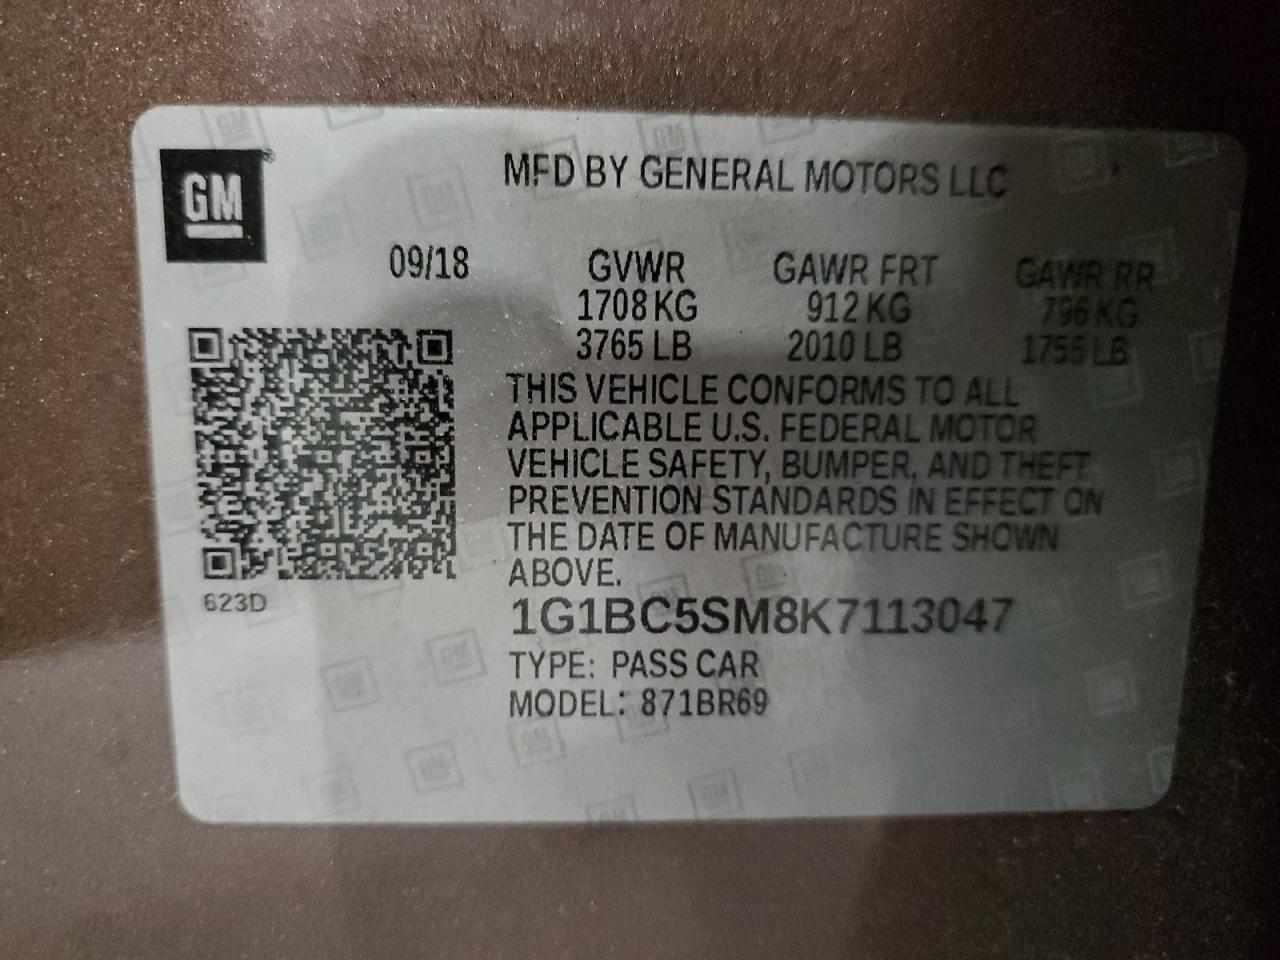 GM
MFD BY GENERAL MOTORS LLC
09/18 GVWR GAWR FRT GAWR RR
1708 KG 912 KG 796 KG
3765 LB 2010 LB 1755 LB
THIS VEHICLE CONFORMS TO ALL
APPLICABLE U.S. FEDERAL MOTOR
VEHICLE SAFETY, BUMPER, AND THEFT
PREVENTION STANDARDS IN EFFECT ON
THE DATE OF MANUFACTURE SHOWN
ABOVE.
623D
1G1BC5SM8K7113047
TYPE: PASS CAR
MODEL: 871BR69